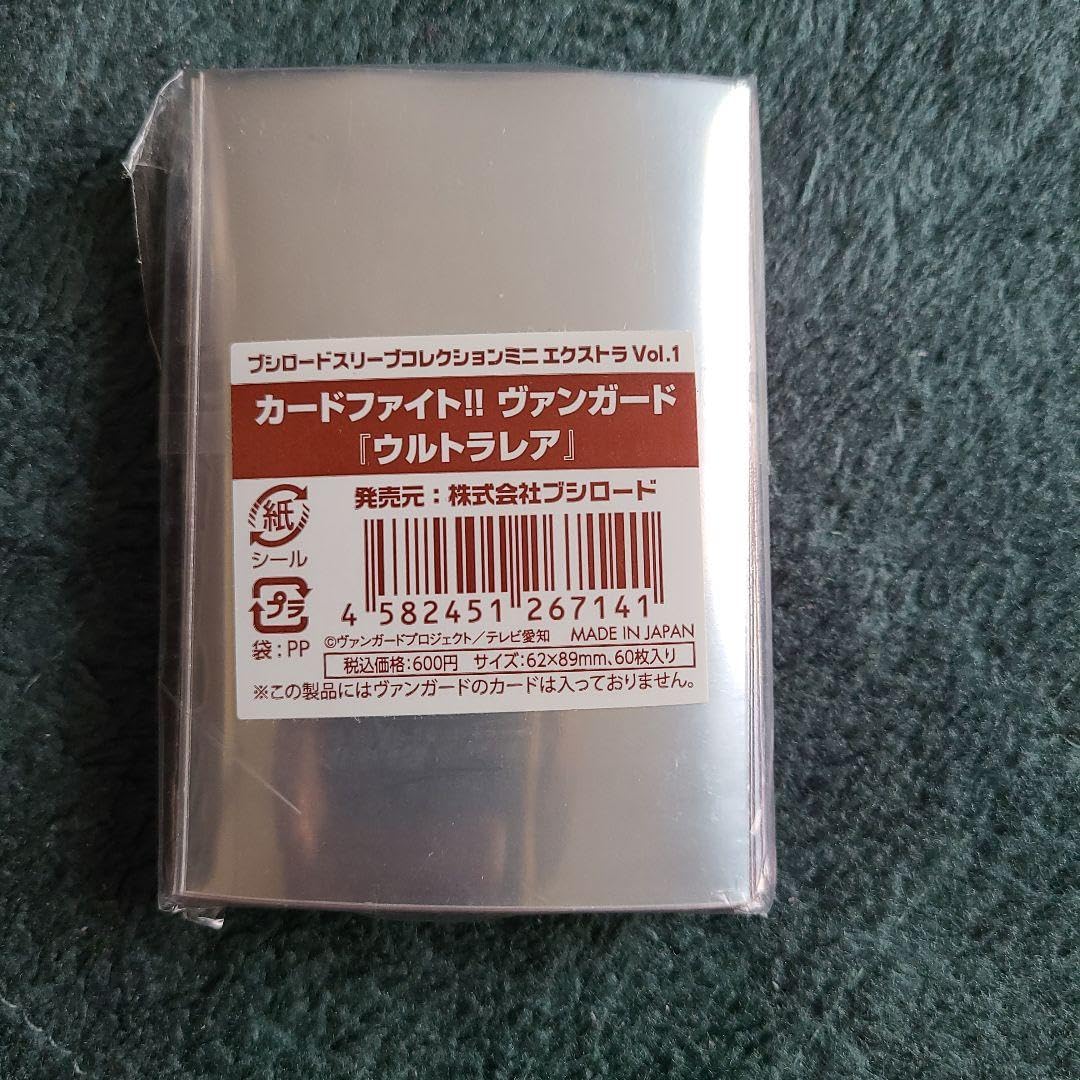 ブシロードスリーブコレクションミニ エクストラ Vol.1
カードファイト!! ヴァンガード
『ウルトラレア』
発売元：株式会社ブシロード
紙
シール
プラ
袋：PP
4 582451 267141
©ヴァンガードプロジェクト／テレビ愛知 MADE IN JAPAN
税込価格：600円 サイズ：62×89mm、60枚入り
※この製品にはヴァンガードのカードは入っておりません。